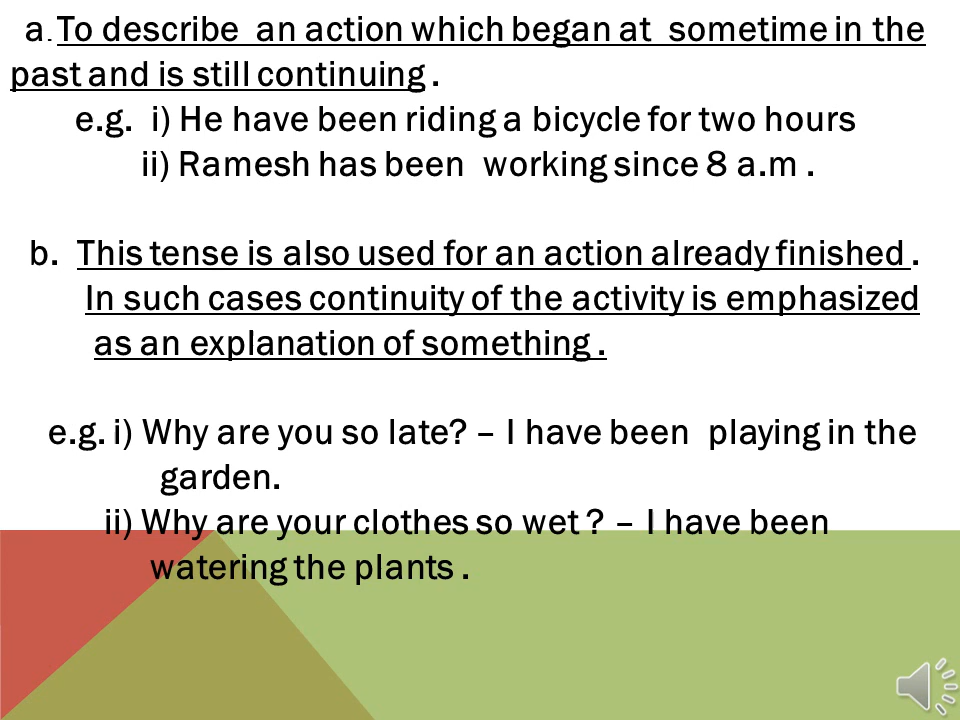 a. To describe an action which began at sometime in the
past and is still continuing .
e.g. i) He have been riding a bicycle for two hours
ii) Ramesh has been working since 8 a.m .
b. This tense is also used for an action already finished .
In such cases continuity of the activity is emphasized
as an explanation of something .
e.g. i) Why are you so late? – I have been playing in the
garden.
ii) Why are your clothes so wet ? – I have been
watering the plants .